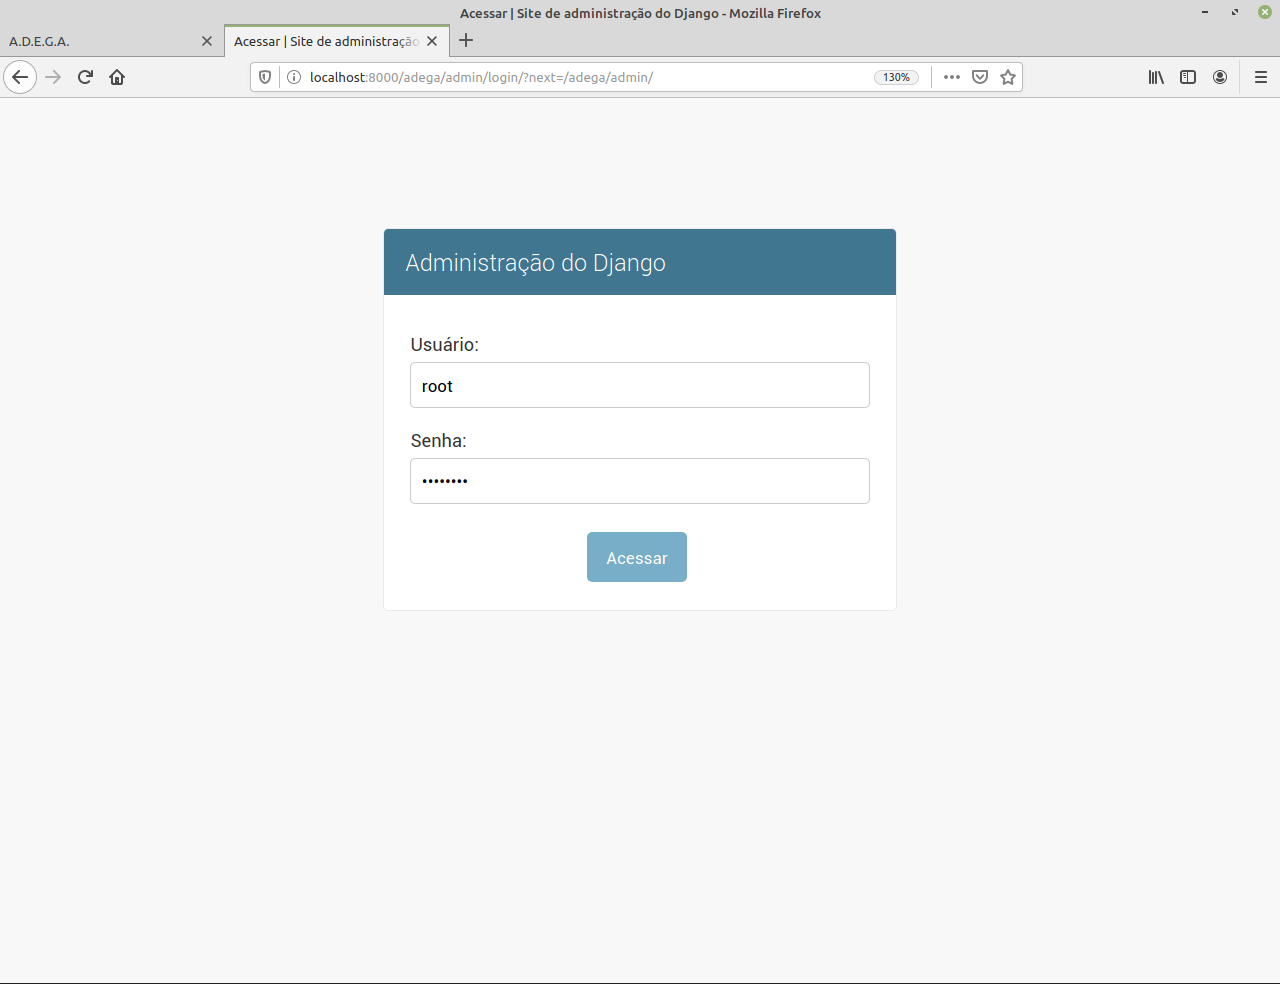 Acessar | Site de administração do Django - Mozilla Firefox
A.D.E.G.A.
Acessar | Site de administração
localhost:8000/adega/admin/login/?next=/adega/admin/
130%
Administração do Django
Usuário:
root
Senha:
••••••••
Acessar